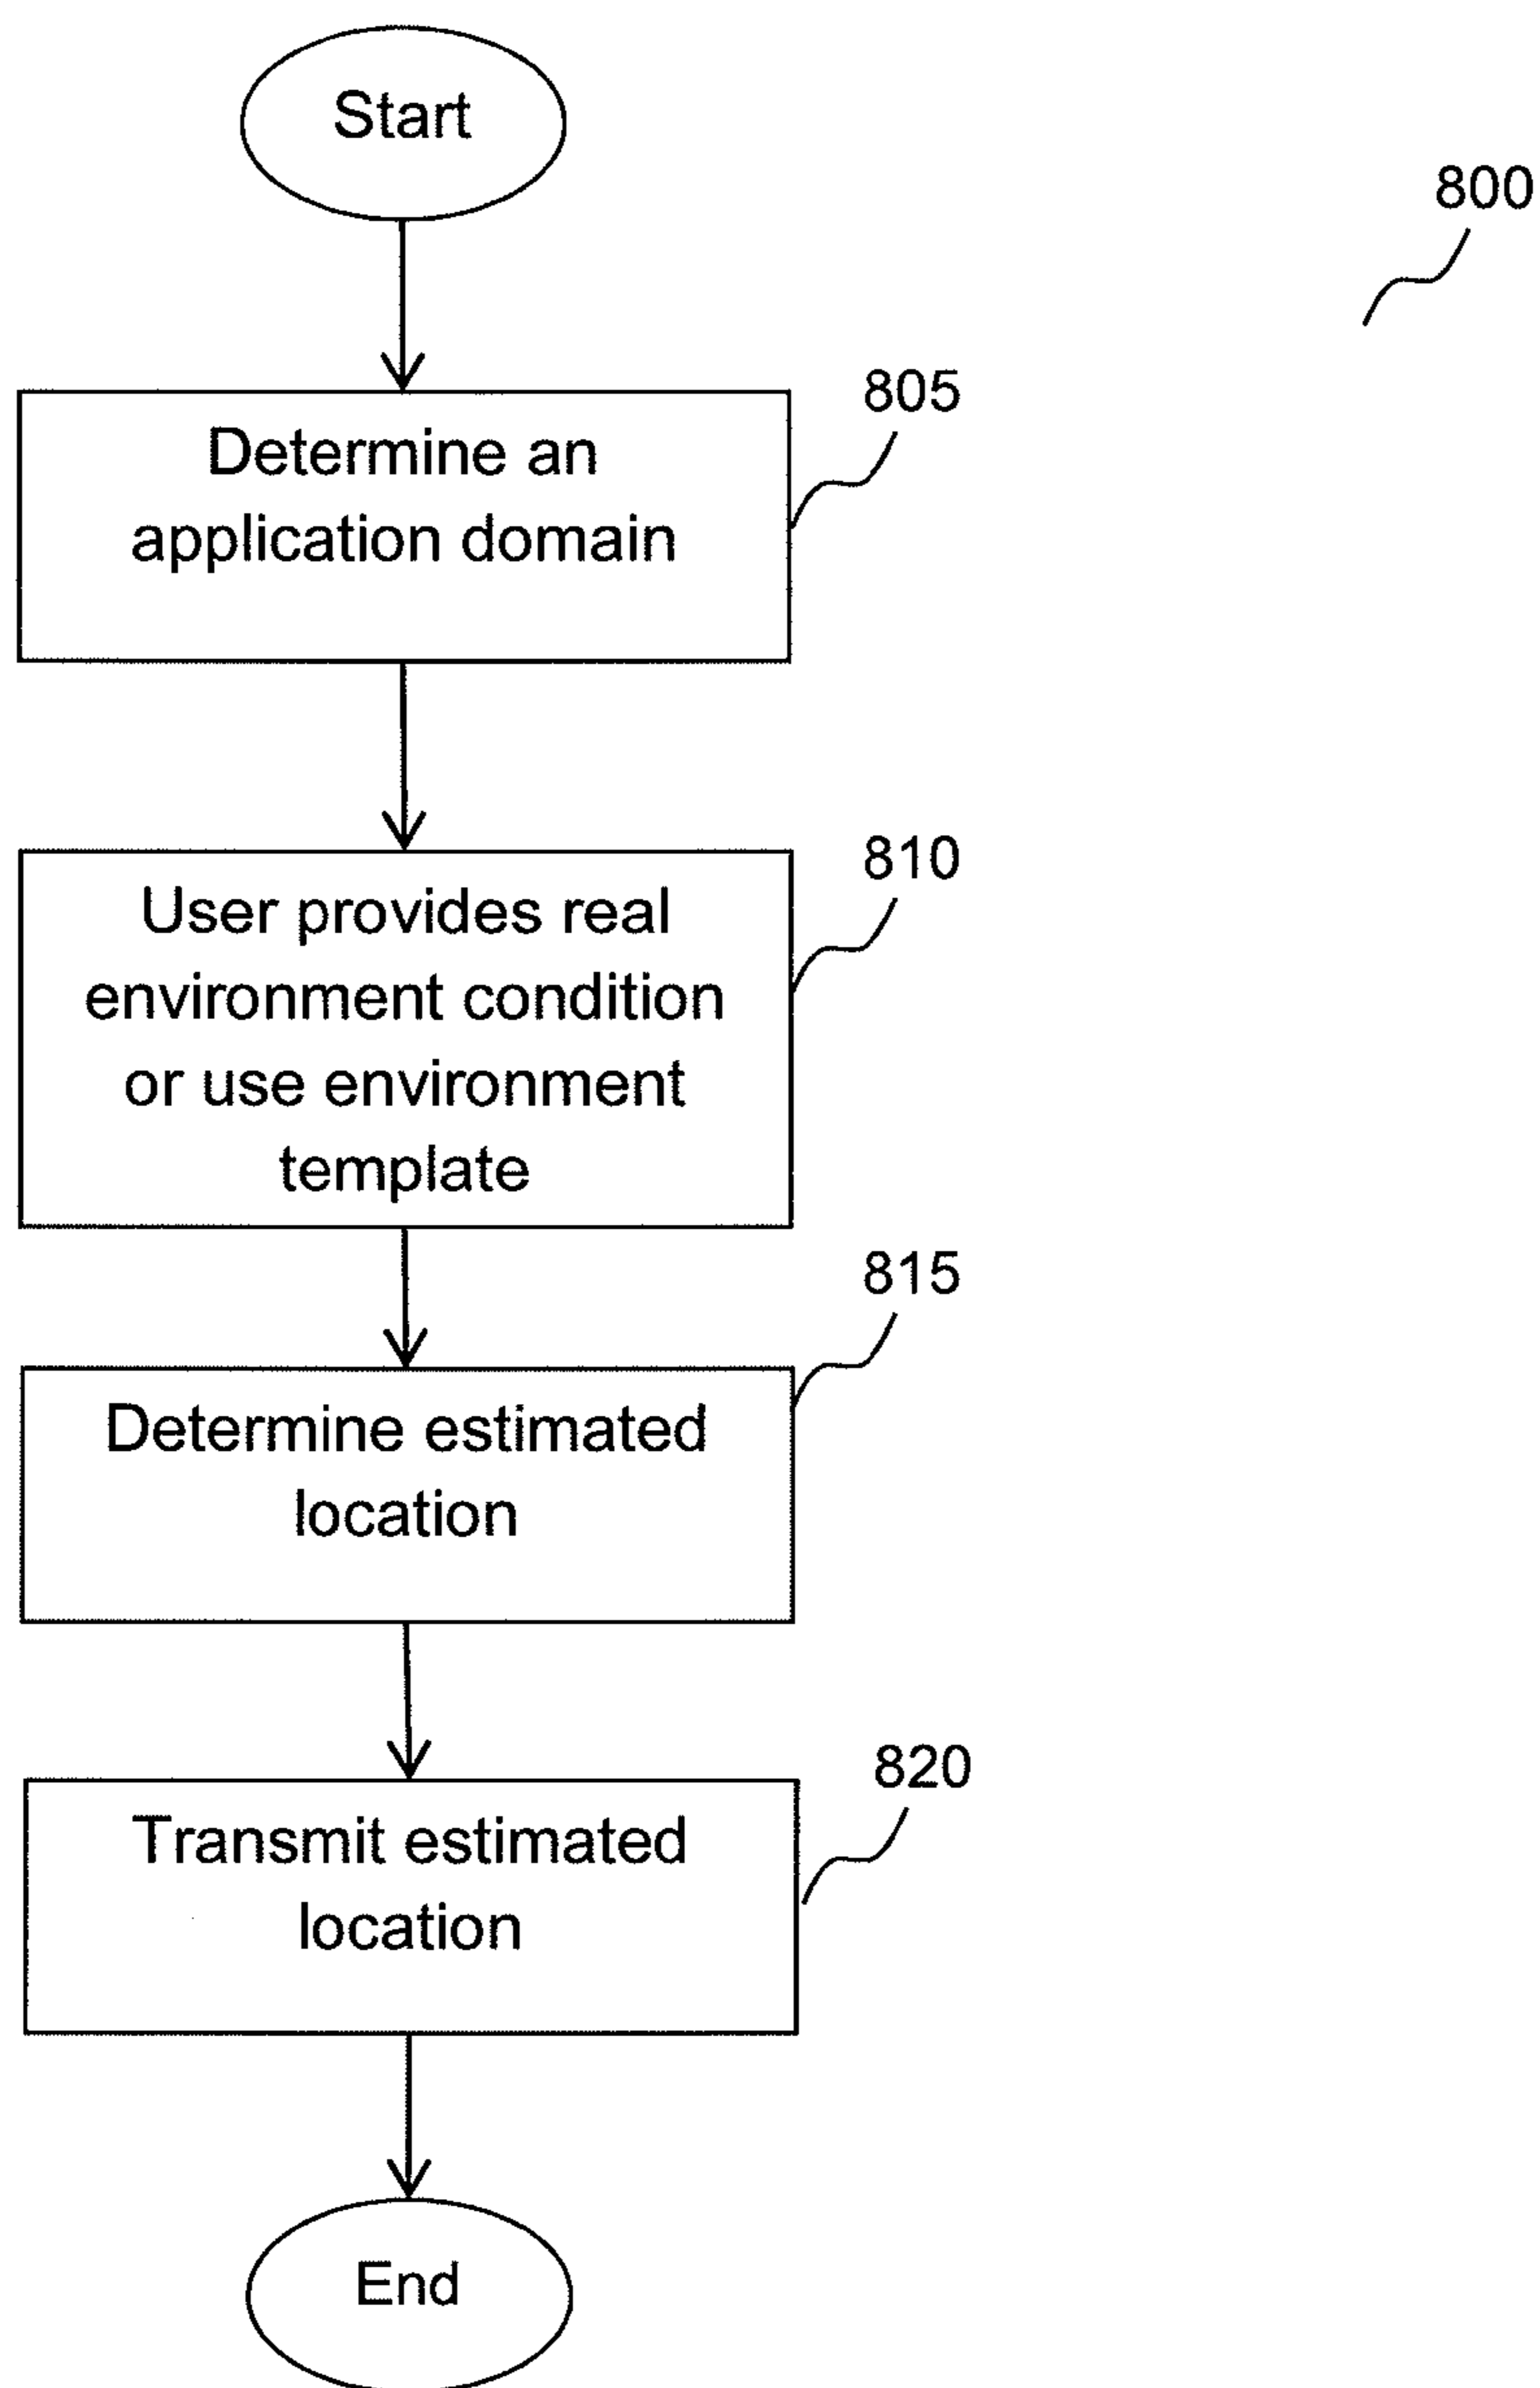 Start
800
805
Determine an
application domain
810
User provides real
environment condition
or use environment
template
815
Determine estimated
location
820
Transmit estimated
location
End